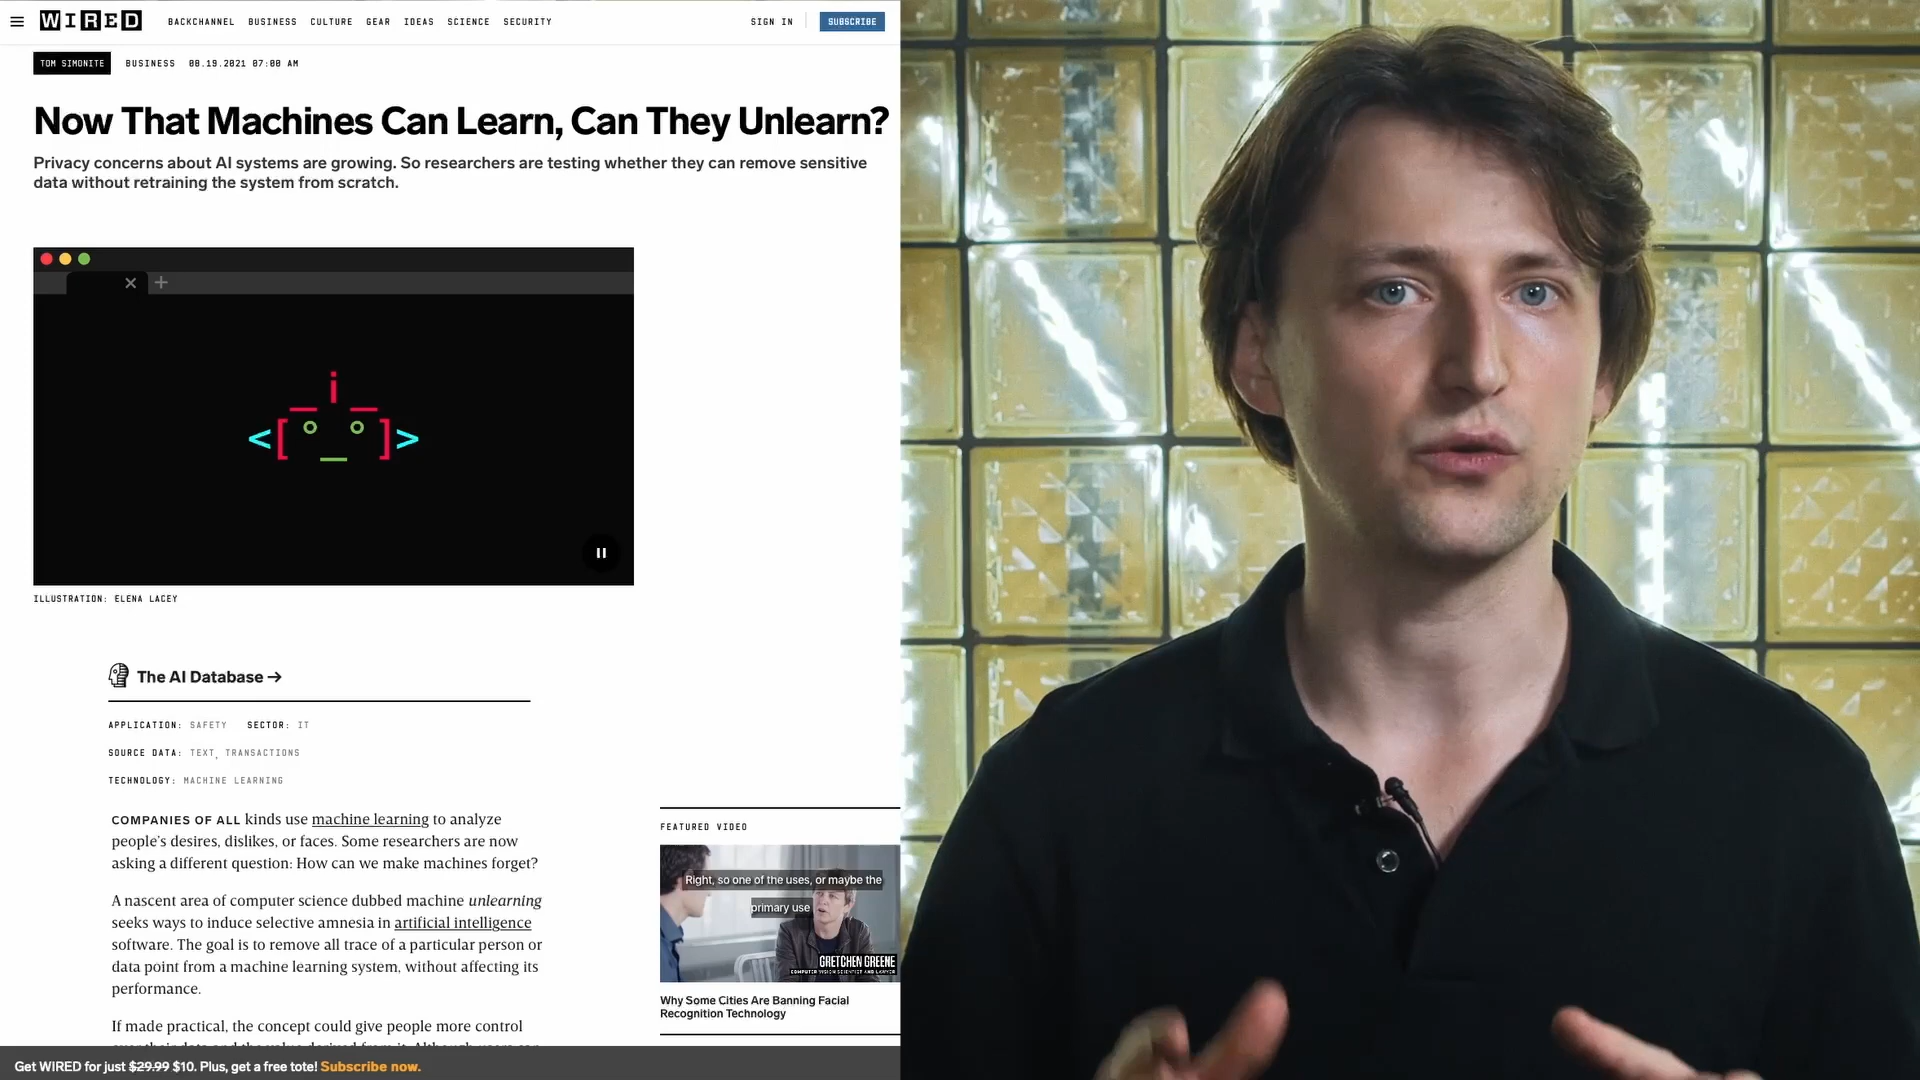 WIRED
BACKCHANNEL BUSINESS CULTURE GEAR IDEAS SCIENCE SECURITY
SIGN IN
SUBSCRIBE
TOM SIMONITE BUSINESS 08.19.2021 07:00 AM
Now That Machines Can Learn, Can They Unlearn?
Privacy concerns about AI systems are growing. So researchers are testing whether they can remove sensitive
data without retraining the system from scratch.
ILLUSTRATION: ELENA LACEY
The AI Database →
APPLICATION: SAFETY SECTOR: IT
SOURCE DATA: TEXT, TRANSACTIONS
TECHNOLOGY: MACHINE LEARNING
COMPANIES OF ALL kinds use machine learning to analyze
people's desires, dislikes, or faces. Some researchers are now
asking a different question: How can we make machines forget?
A nascent area of computer science dubbed machine unlearning
seeks ways to induce selective amnesia in artificial intelligence
software. The goal is to remove all trace of a particular person or
data point from a machine learning system, without affecting its
performance.
If made practical, the concept could give people more control
FEATURED VIDEO
Right, so one of the uses, or maybe the
primary use
GRETCHEN GREENE
COMPUTER VISION SCIENTIST AND LAWYER
Why Some Cities Are Banning Facial
Recognition Technology
Get WIRED for just $29.99 $10. Plus, get a free tote! Subscribe now.